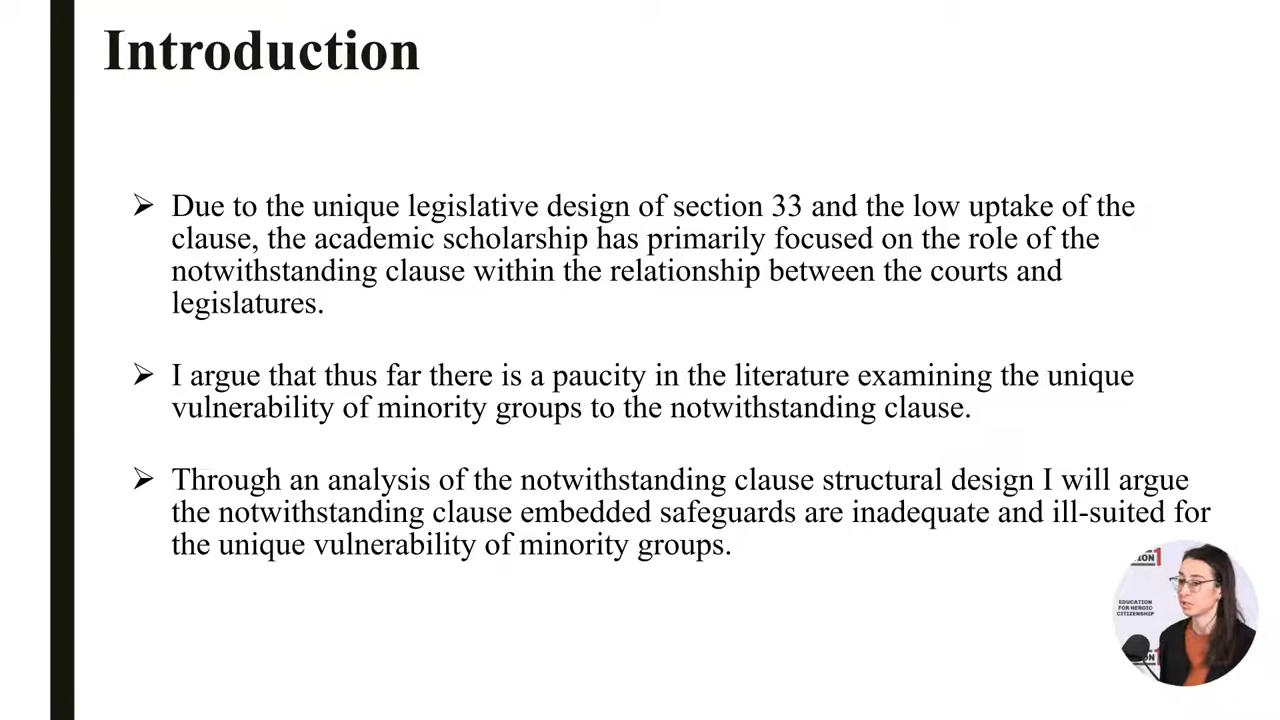 Introduction
Due to the unique legislative design of section 33 and the low uptake of the
clause, the academic scholarship has primarily focused on the role of the
notwithstanding clause within the relationship between the courts and
legislatures.
I argue that thus far there is a paucity in the literature examining the unique
vulnerability of minority groups to the notwithstanding clause.
Through an analysis of the notwithstanding clause structural design I will argue
the notwithstanding clause embedded safeguards are inadequate and ill-suited for
the unique vulnerability of minority groups.
EDUCATION
FOR HEROIC
CITIZENSHIP